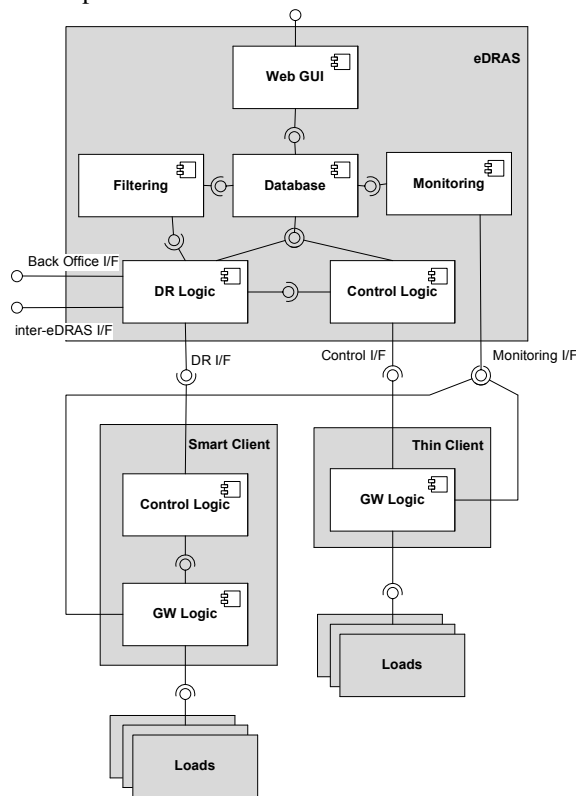 eDRAS
Web GUI
Filtering
Database
Monitoring
Back Office I/F
DR Logic
Control Logic
inter-eDRAS I/F
DR I/F
Control I/F
Monitoring I/F
Smart Client
Thin Client
Control Logic
GW Logic
GW Logic
Loads
Loads